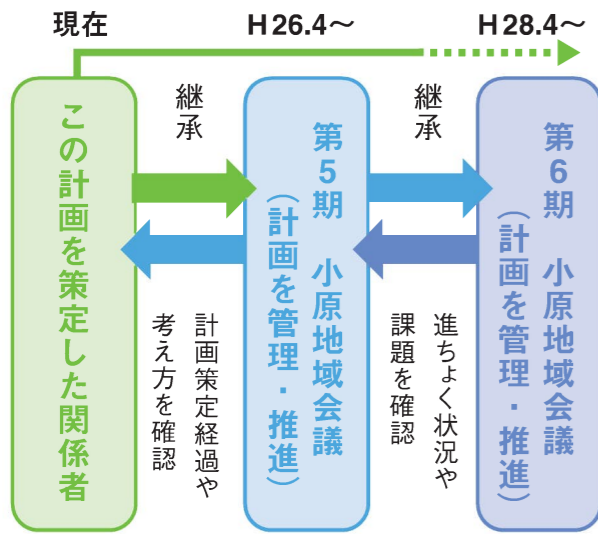 現在
H26.4～
H28.4～
この計画を策定した関係者
継承
計画策定経過や
考え方を確認
第5期 小原地域会議
(計画を管理・推進)
継承
進ちょく状況や
課題を確認
第6期 小原地域会議
(計画を管理・推進)